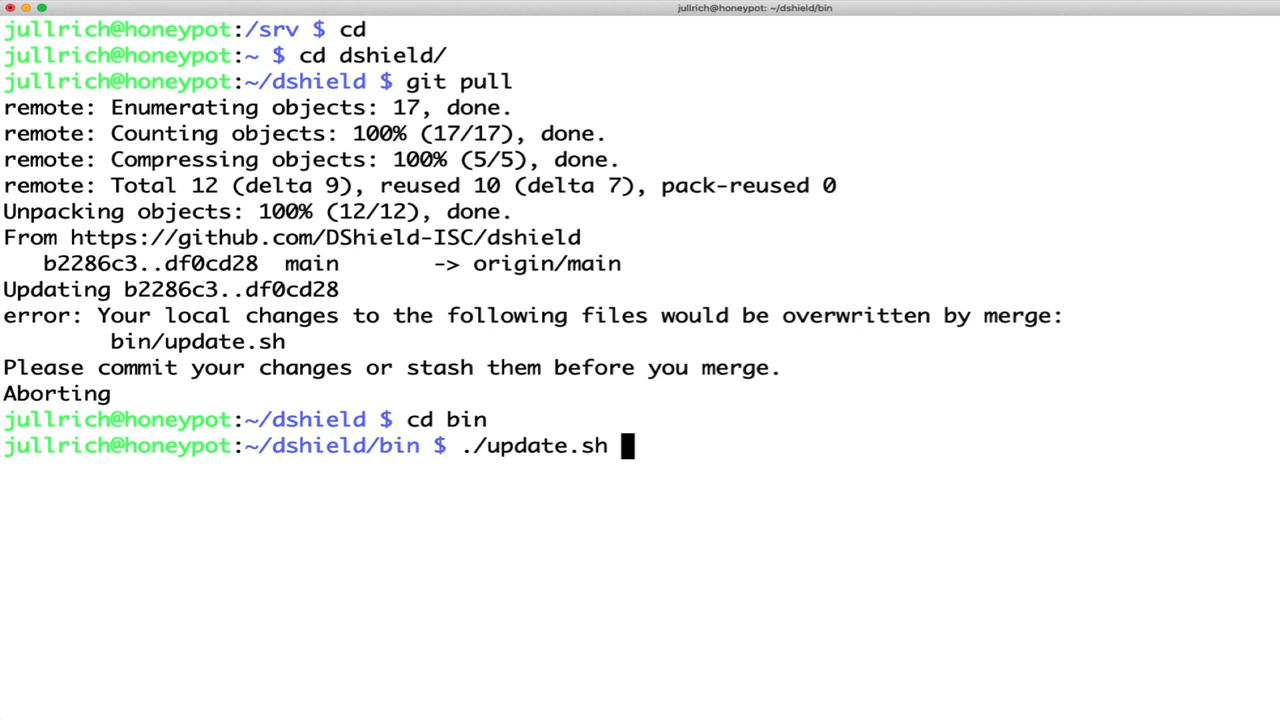 jullrich@honeypot: ~/dshield/bin
jullrich@honeypot:/srv $ cd
jullrich@honeypot:~ $ cd dshield/
jullrich@honeypot:~/dshield $ git pull
remote: Enumerating objects: 17, done.
remote: Counting objects: 100% (17/17), done.
remote: Compressing objects: 100% (5/5), done.
remote: Total 12 (delta 9), reused 10 (delta 7), pack-reused 0
Unpacking objects: 100% (12/12), done.
From https://github.com/DShield-ISC/dshield
   b2286c3..df0cd28  main       -> origin/main
Updating b2286c3..df0cd28
error: Your local changes to the following files would be overwritten by merge:
        bin/update.sh
Please commit your changes or stash them before you merge.
Aborting
jullrich@honeypot:~/dshield $ cd bin
jullrich@honeypot:~/dshield/bin $ ./update.sh